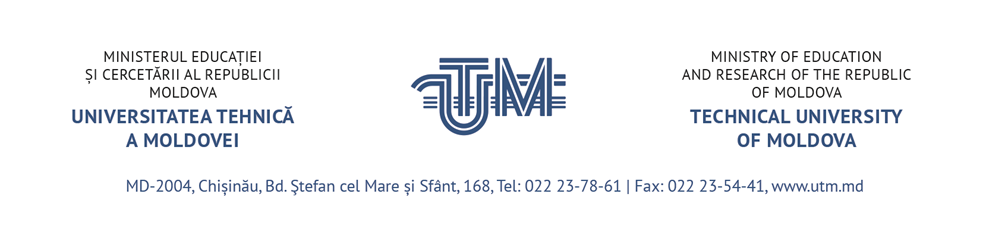 MINISTERUL EDUCAȚIEI
ȘI CERCETĂRII AL REPUBLICII
MOLDOVA
UNIVERSITATEA TEHNICĂ
A MOLDOVEI
UTM
MINISTRY OF EDUCATION
AND RESEARCH OF THE REPUBLIC
OF MOLDOVA
TECHNICAL UNIVERSITY
OF MOLDOVA
MD-2004, Chișinău, Bd. Ștefan cel Mare și Sfânt, 168, Tel: 022 23-78-61 | Fax: 022 23-54-41, www.utm.md